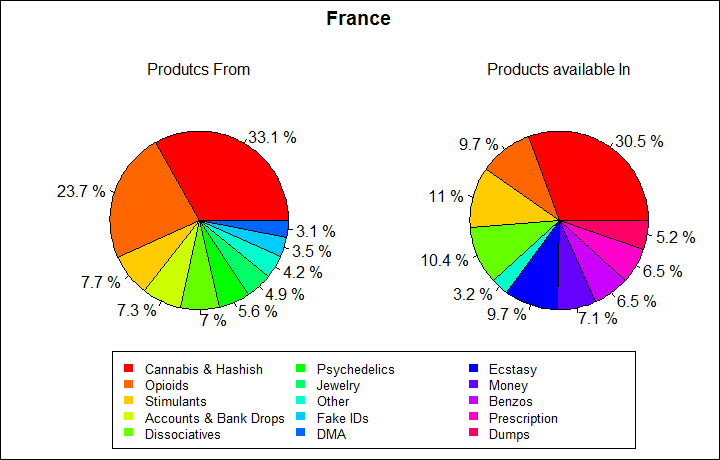 France
Produtcs From
Products available In
33.1 %
23.7 %
7.7 %
7.3 %
7 %
5.6 %
4.9 %
4.2 %
3.5 %
3.1 %
30.5 %
9.7 %
11 %
10.4 %
3.2 %
9.7 %
7.1 %
6.5 %
6.5 %
5.2 %
Cannabis & Hashish
Opioids
Stimulants
Accounts & Bank Drops
Dissociatives
Psychedelics
Jewelry
Other
Fake IDs
DMA
Ecstasy
Money
Benzos
Prescription
Dumps